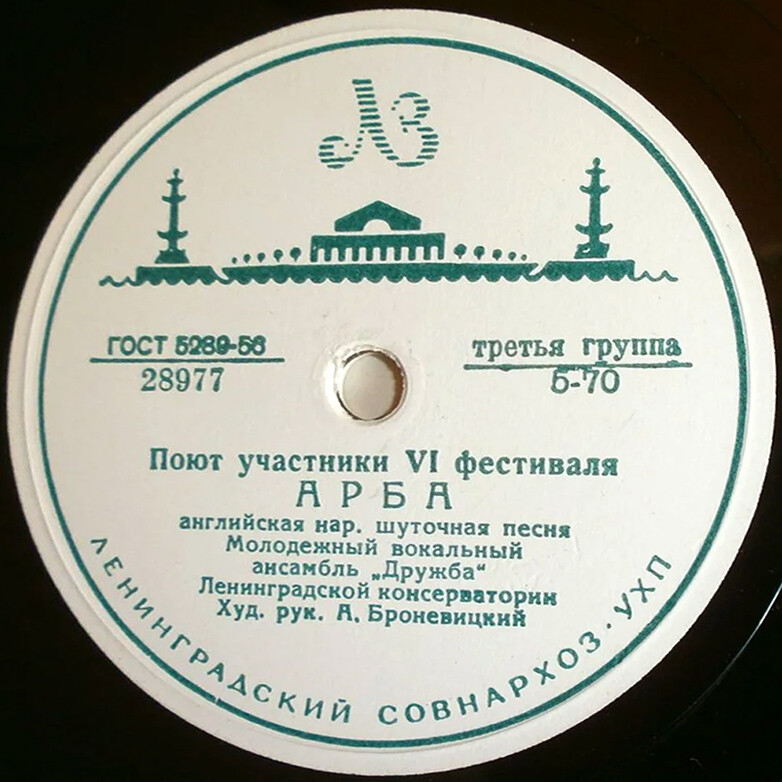 ЛЗ
ГОСТ 5289-56
28977
третья группа
5-70
Поют участники VI фестиваля
АРБА
английская нар. шуточная песня
Молодежный вокальный
ансамбль „Дружба“
Ленинградской консерватории
Худ. рук. А. Броневицкий
ЛЕНИНГРАДСКИЙ СОВНАРХОЗ · УХП